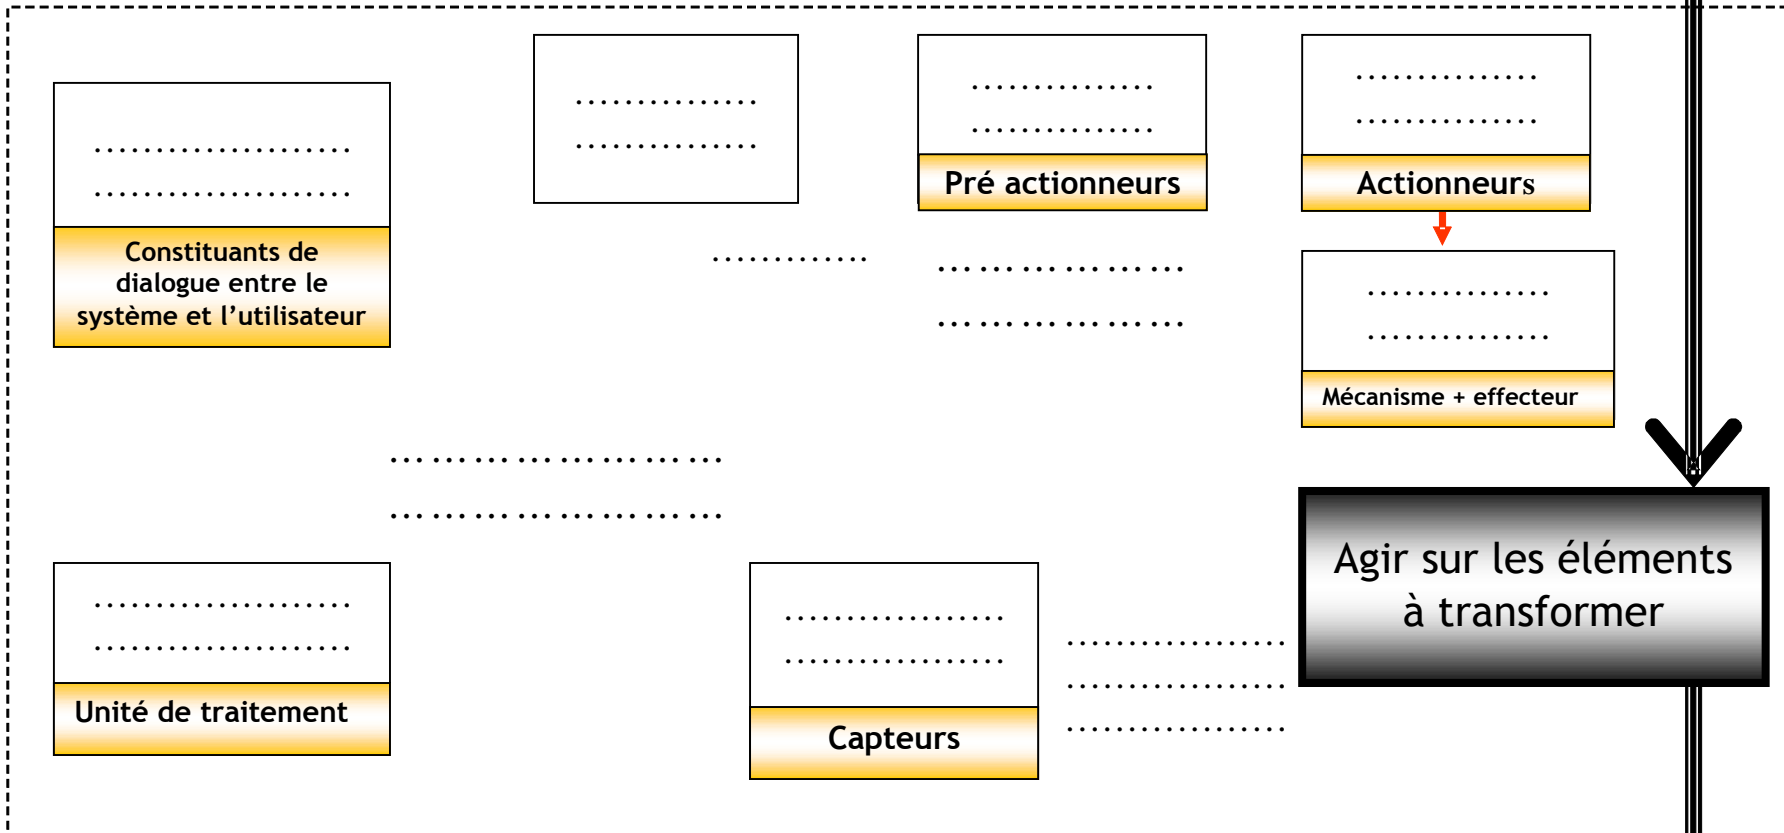 Constituants de
dialogue entre le
système et l’utilisateur
Pré actionneurs
Actionneurs
Mécanisme + effecteur
Agir sur les éléments
à transformer
Unité de traitement
Capteurs